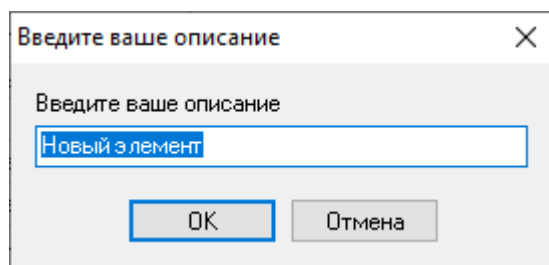 Введите ваше описание
Введите ваше описание
Новый элемент
OK
Отмена